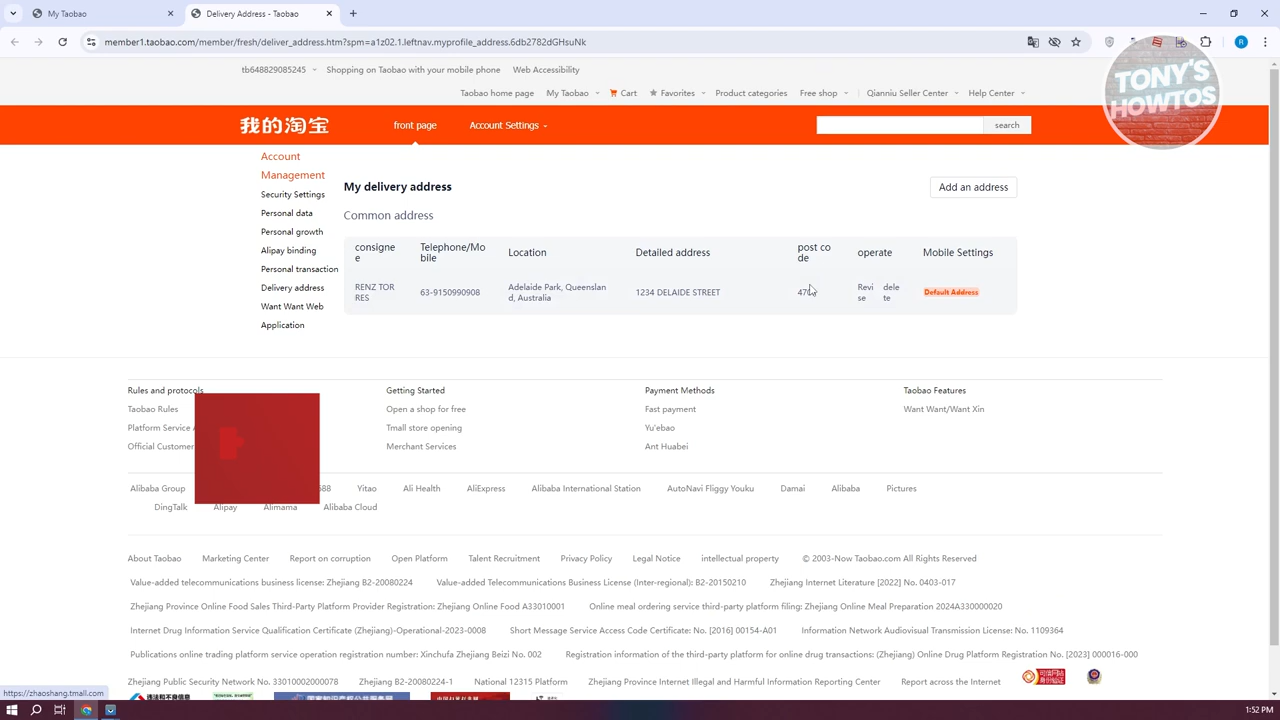 My Taobao
Delivery Address - Taobao
member1.taobao.com/member/fresh/deliver_address.htm?spm=a1z02.1.leftnav.myprofile_address.6db2782dGHsuNk
R
TONY'S
HOWTOS
tb648829085245
Shopping on Taobao with your mobile phone
Web Accessibility
Taobao home page
My Taobao
Cart
Favorites
Product categories
Free shop
Qianniu Seller Center
Help Center
我的淘宝
front page
Account Settings
search
Account
Management
Security Settings
Personal data
Personal growth
Alipay binding
Personal transaction
Delivery address
Want Want Web
Application
My delivery address
Add an address
Common address
consigne
e
Telephone/Mo
bile
Location
Detailed address
post co
de
operate
Mobile Settings
RENZ TOR
RES
63-9150990908
Adelaide Park, Queenslan
d, Australia
1234 DELAIDE STREET
Revi
se
dele
te
Default Address
Rules and protocols
Getting Started
Payment Methods
Taobao Features
Taobao Rules
Open a shop for free
Fast payment
Want Want/Want Xin
Platform Service
Tmall store opening
Yu'ebao
Official Customer
Merchant Services
Ant Huabei
Alibaba Group
Yitao
Ali Health
AliExpress
Alibaba International Station
AutoNavi Fliggy Youku
Damai
Alibaba
Pictures
DingTalk
Alipay
Alimama
Alibaba Cloud
About Taobao
Marketing Center
Report on corruption
Open Platform
Talent Recruitment
Privacy Policy
Legal Notice
intellectual property
© 2003-Now Taobao.com All Rights Reserved
Value-added telecommunications business license: Zhejiang B2-20080224
Value-added Telecommunications Business License (Inter-regional): B2-20150210
Zhejiang Internet Literature [2022] No. 0403-017
Zhejiang Province Online Food Sales Third-Party Platform Provider Registration: Zhejiang Online Food A33010001
Online meal ordering service third-party platform filing: Zhejiang Online Meal Preparation 2024A330000020
Internet Drug Information Service Qualification Certificate (Zhejiang)-Operational-2023-0008
Short Message Service Access Code Certificate: No. [2016] 00154-A01
Information Network Audiovisual Transmission License: No. 1109364
Publications online trading platform service operation registration number: Xinchufa Zhejiang Beizi No. 002
Registration information of the third-party platform for online drug transactions: (Zhejiang) Online Drug Platform Registration No. [2023] 000016-000
Zhejiang Public Security Network No. 33010002000078
Zhejiang B2-20080224-1
National 12315 Platform
Zhejiang Province Internet Illegal and Harmful Information Reporting Center
Report across the Internet
https://zhaoshang.tmall.com
1:52 PM